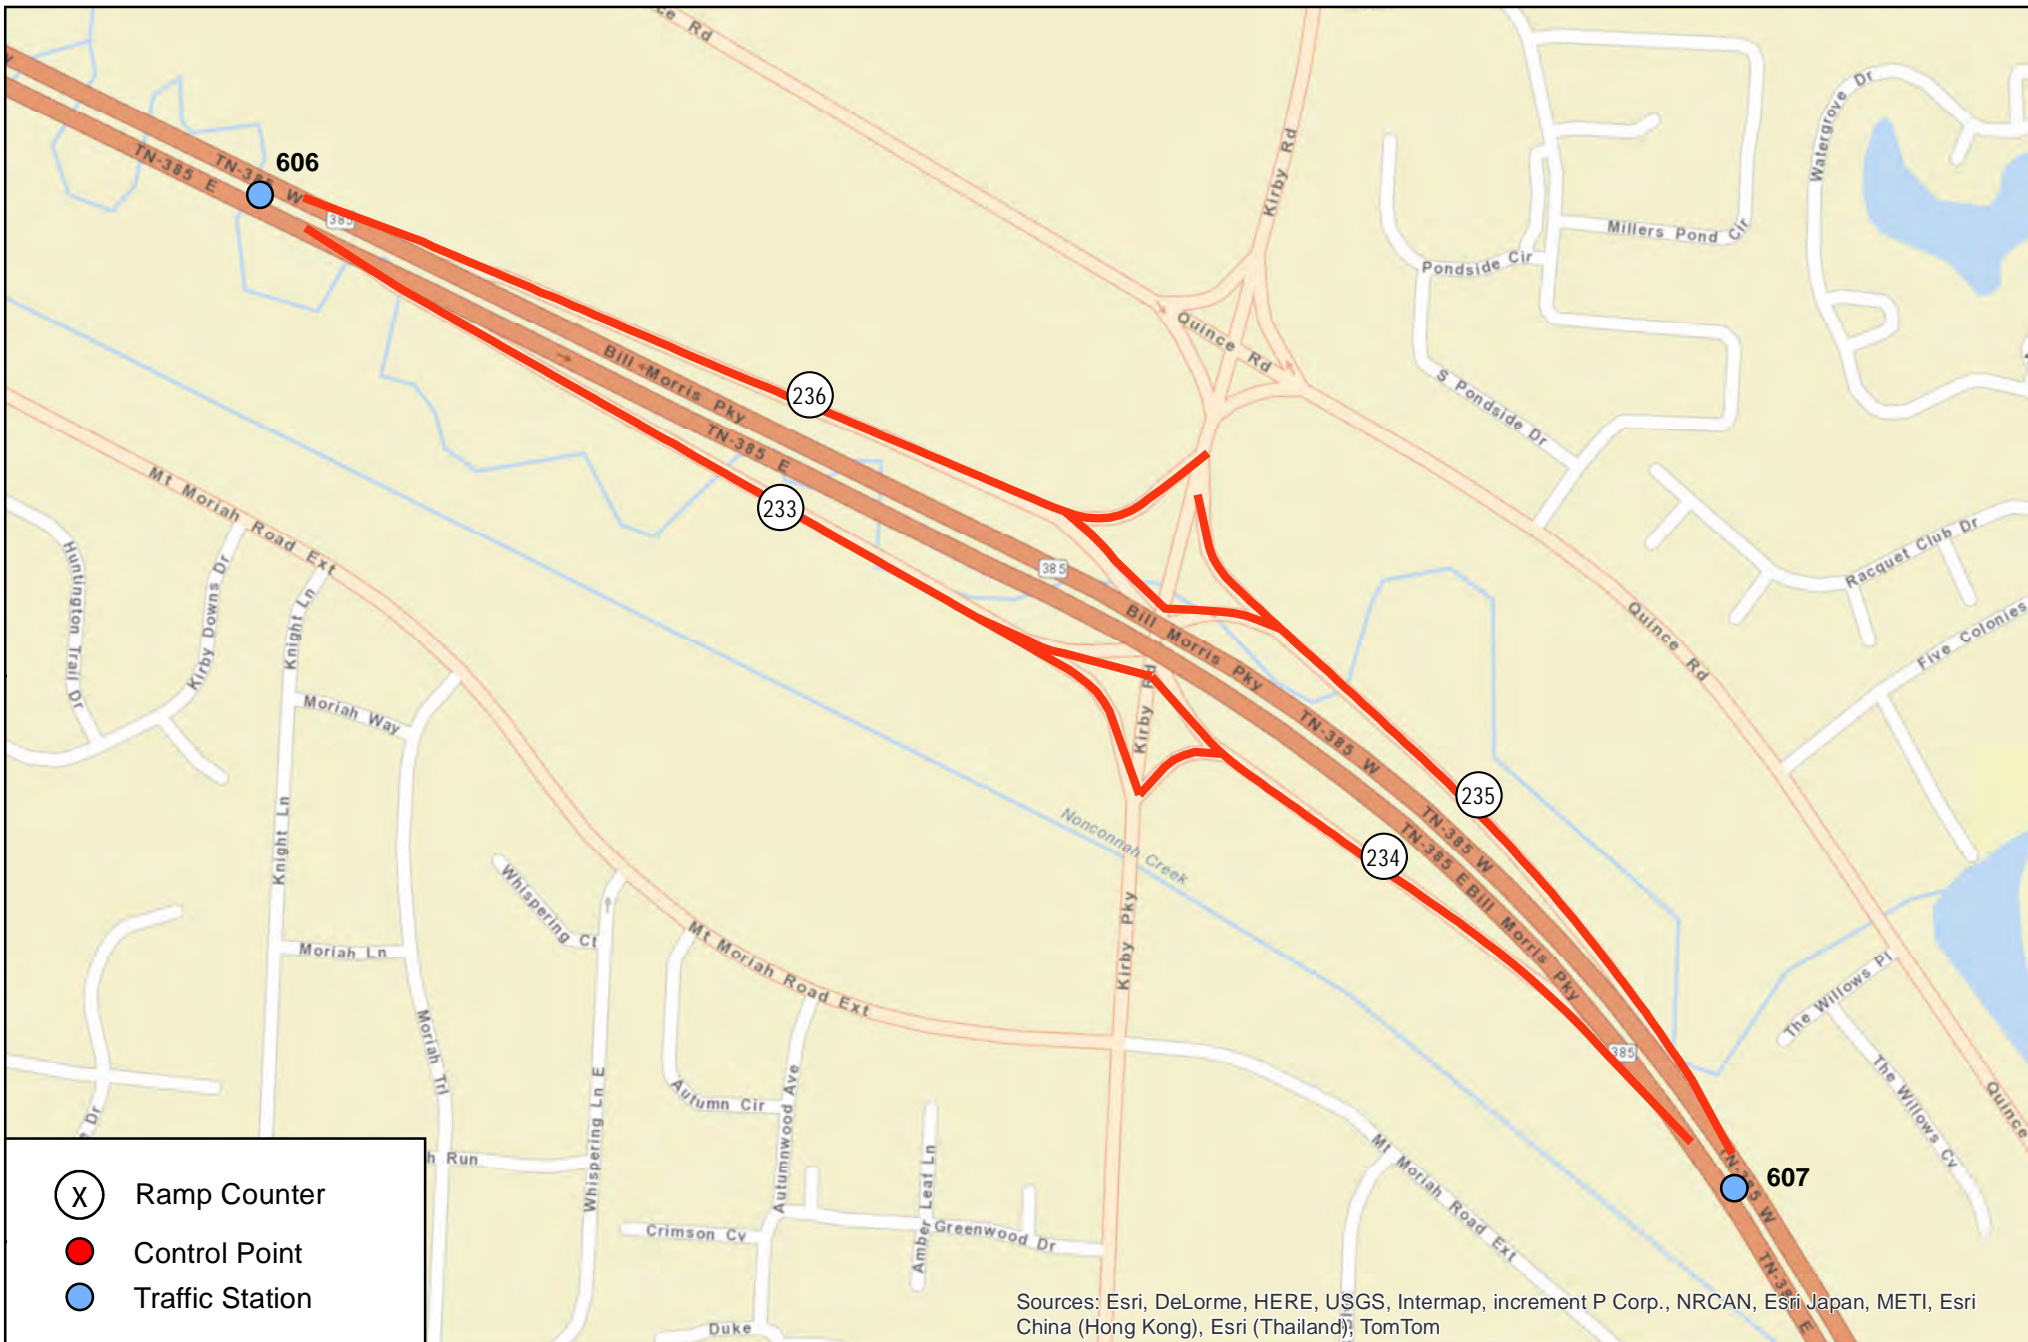 ce Rd
TN-385 W
TN-385 E
606
385
Kirby Rd
Quince Rd
Watergrove Dr
Millers Pond Cir
Pondside Cir
S Pondside Dr
Bill Morris Pky
TN-385 E
236
233
Mt Moriah Road Ext
Huntington Trail Dr
Kirby Downs Dr
Knight Ln
Moriah Way
385
Bill Morris Pky
Kirby Rd
TN-385 W
Racquet Club Dr
Five Colonies
Quince Rd
235
234
TN-385 W
TN-385 E
Bill Morris Pky
Nonconnah Creek
Knight Ln
Whispering Ct
Moriah Ln
Mt Moriah Road Ext
Kirby Pky
Moriah Trl
385
The Willows Pl
The Willows Cv
Quince
Autumn Cir
Autumnwood Ave
Whispering Ln E
e Dr
h Run
Amber Leaf Ln
Greenwood Dr
Crimson Cv
Mt Moriah Road Ext
TN-385 W
607
TN-385 E
Duke
X Ramp Counter
Control Point
Traffic Station
Sources: Esri, DeLorme, HERE, USGS, Intermap, increment P Corp., NRCAN, Esri Japan, METI, Esri
China (Hong Kong), Esri (Thailand), TomTom